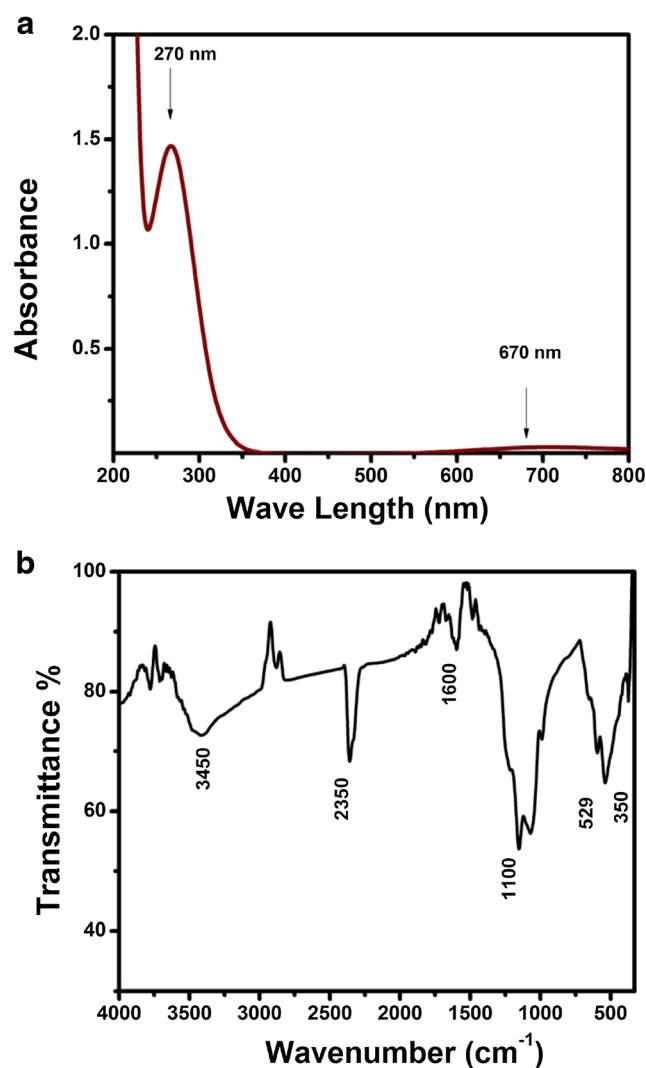 a
2.0
270 nm
1.5
1.0
670 nm
0.5
Absorbance
200 300 400 500 600 700 800
Wave Length (nm)
b
100
80
1600
3450
2350
529
350
60
1100
40
Transmittance %
4000 3500 3000 2500 2000 1500 1000 500
Wavenumber (cm⁻¹)